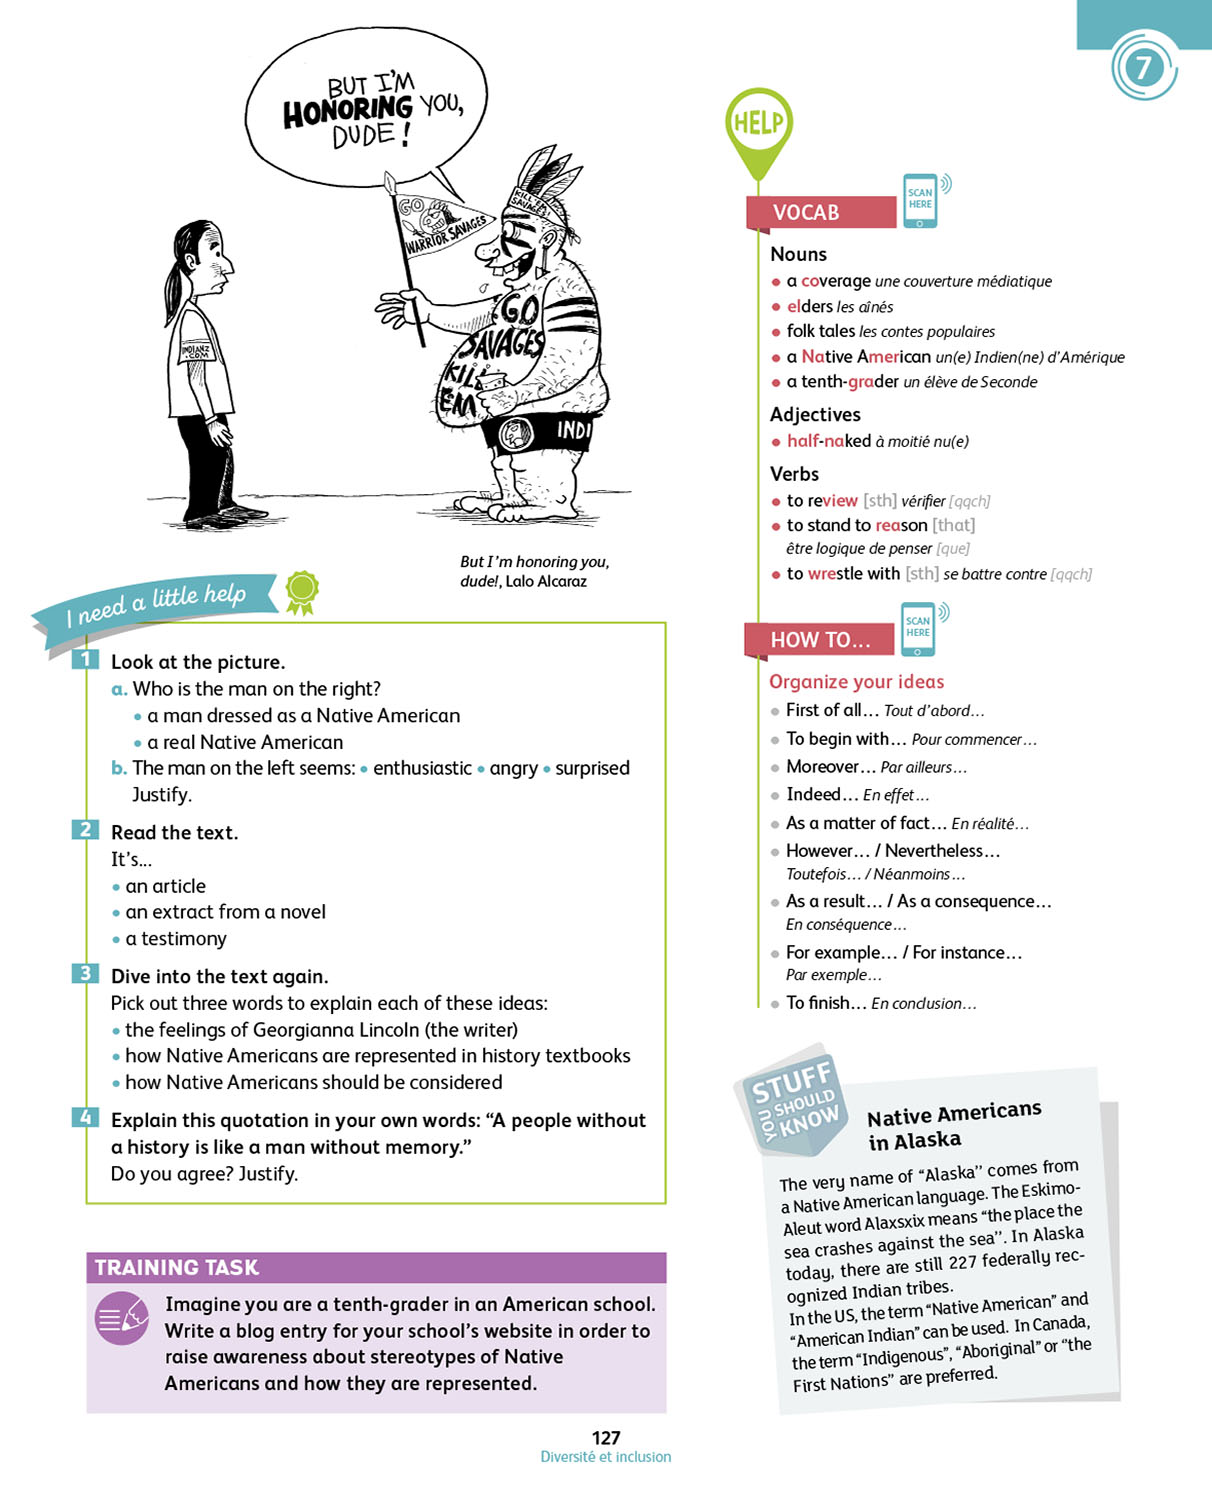 7
BUT I'M
HONORING YOU,
DUDE!
KILL 'EM
SAVAGES!
GO
WARRIOR SAVAGES
GO
SAVAGES
KILL
'EM
INDIANZ
.COM
INDI
But I'm honoring you,
dude!, Lalo Alcaraz
I need a little help
1 Look at the picture.
a. Who is the man on the right?
• a man dressed as a Native American
• a real Native American
b. The man on the left seems: • enthusiastic • angry • surprised
Justify.
2 Read the text.
It's...
• an article
• an extract from a novel
• a testimony
3 Dive into the text again.
Pick out three words to explain each of these ideas:
• the feelings of Georgianna Lincoln (the writer)
• how Native Americans are represented in history textbooks
• how Native Americans should be considered
4 Explain this quotation in your own words: “A people without
a history is like a man without memory.”
Do you agree? Justify.
TRAINING TASK
Imagine you are a tenth-grader in an American school.
Write a blog entry for your school's website in order to
raise awareness about stereotypes of Native
Americans and how they are represented.
HELP
VOCAB
SCAN
HERE
Nouns
• a coverage une couverture médiatique
• elders les aînés
• folk tales les contes populaires
• a Native American un(e) Indien(ne) d'Amérique
• a tenth-grader un élève de Seconde
Adjectives
• half-naked à moitié nu(e)
Verbs
• to review [sth] vérifier [qqch]
• to stand to reason [that]
être logique de penser [que]
• to wrestle with [sth] se battre contre [qqch]
HOW TO...
SCAN
HERE
Organize your ideas
• First of all... Tout d'abord...
• To begin with... Pour commencer...
• Moreover... Par ailleurs...
• Indeed... En effet...
• As a matter of fact... En réalité...
• However... / Nevertheless...
Toutefois... / Néanmoins...
• As a result... / As a consequence...
En conséquence...
• For example... / For instance...
Par exemple...
• To finish... En conclusion...
STUFF
YOU SHOULD
KNOW
Native Americans
in Alaska
The very name of “Alaska” comes from
a Native American language. The Eskimo-
Aleut word Alaxsxix means “the place the
sea crashes against the sea”. In Alaska
today, there are still 227 federally rec-
ognized Indian tribes.
In the US, the term “Native American” and
“American Indian” can be used. In Canada,
the term “Indigenous”, “Aboriginal” or “the
First Nations” are preferred.
127
Diversité et inclusion